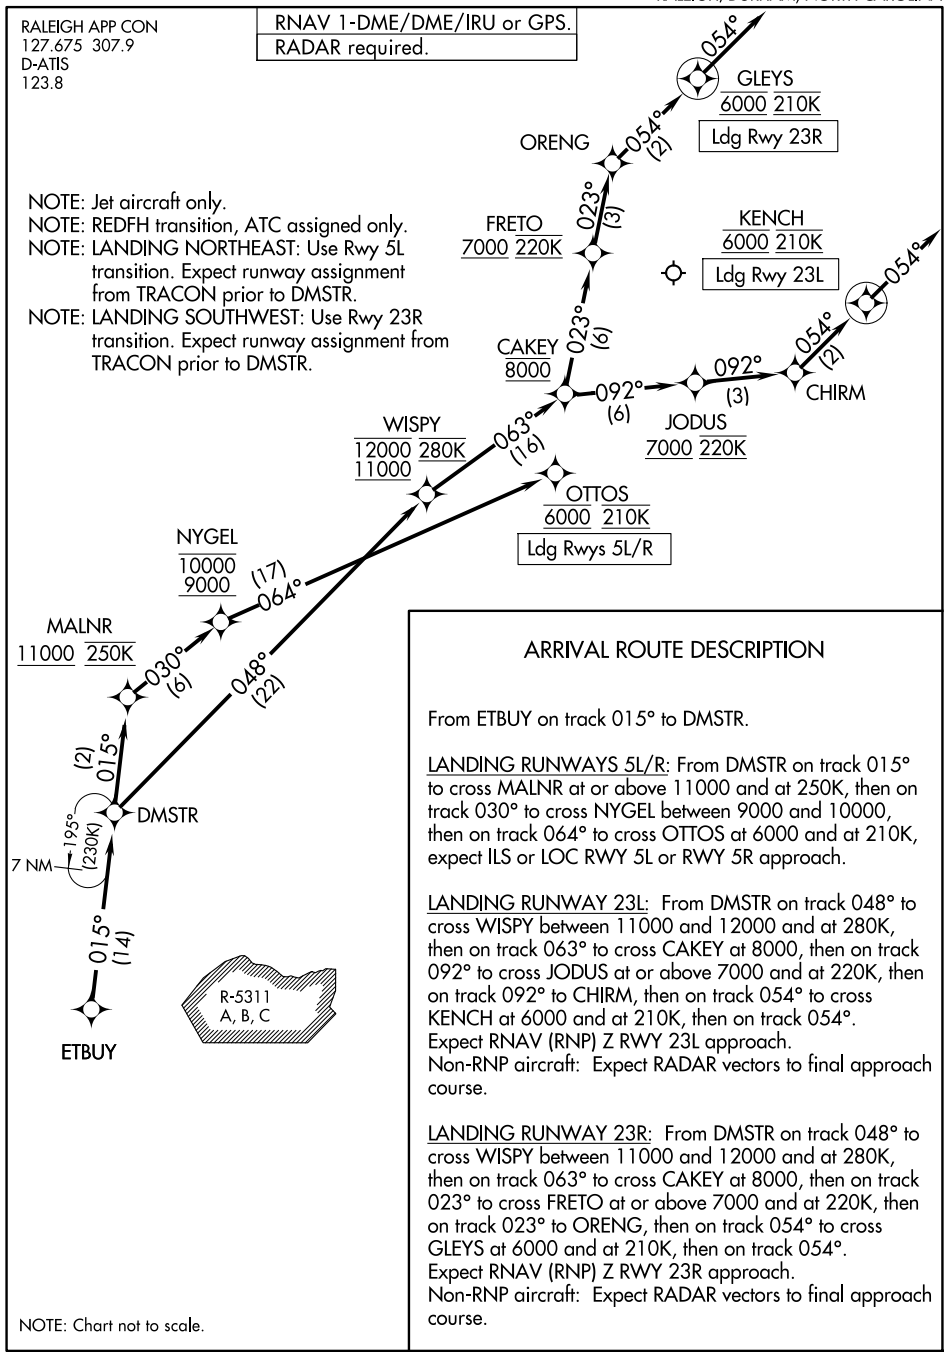 RALEIGH APP CON
127.675 307.9
D-ATIS
123.8
RNAV 1-DME/DME/IRU or GPS.
RADAR required.
NOTE: Jet aircraft only.
NOTE: REDFH transition, ATC assigned only.
NOTE: LANDING NORTHEAST: Use Rwy 5L
transition. Expect runway assignment
from TRACON prior to DMSTR.
NOTE: LANDING SOUTHWEST: Use Rwy 23R
transition. Expect runway assignment from
TRACON prior to DMSTR.
054°
GLEYS
6000 210K
Ldg Rwy 23R
ORENG
054°
(2)
023°
(3)
FRETO
7000 220K
KENCH
6000 210K
Ldg Rwy 23L
054°
023°
(6)
CAKEY
8000
054°
(2)
092°
(3)
CHIRM
092°
(6)
JODUS
7000 220K
WISPY
12000 280K
11000
063°
(16)
OTTOS
6000 210K
Ldg Rwys 5L/R
NYGEL
10000
9000
(17)
064°
MALNR
11000 250K
030°
(6)
048°
(22)
(2)
015°
DMSTR
195°
(230K)
7 NM
015°
(14)
ETBUY
R-5311
A, B, C
ARRIVAL ROUTE DESCRIPTION
From ETBUY on track 015° to DMSTR.
LANDING RUNWAYS 5L/R: From DMSTR on track 015°
to cross MALNR at or above 11000 and at 250K, then on
track 030° to cross NYGEL between 9000 and 10000,
then on track 064° to cross OTTOS at 6000 and at 210K,
expect ILS or LOC RWY 5L or RWY 5R approach.
LANDING RUNWAY 23L: From DMSTR on track 048° to
cross WISPY between 11000 and 12000 and at 280K,
then on track 063° to cross CAKEY at 8000, then on track
092° to cross JODUS at or above 7000 and at 220K, then
on track 092° to CHIRM, then on track 054° to cross
KENCH at 6000 and at 210K, then on track 054°.
Expect RNAV (RNP) Z RWY 23L approach.
Non-RNP aircraft: Expect RADAR vectors to final approach
course.
LANDING RUNWAY 23R: From DMSTR on track 048° to
cross WISPY between 11000 and 12000 and at 280K,
then on track 063° to cross CAKEY at 8000, then on track
023° to cross FRETO at or above 7000 and at 220K, then
on track 023° to ORENG, then on track 054° to cross
GLEYS at 6000 and at 210K, then on track 054°.
Expect RNAV (RNP) Z RWY 23R approach.
Non-RNP aircraft: Expect RADAR vectors to final approach
course.
NOTE: Chart not to scale.